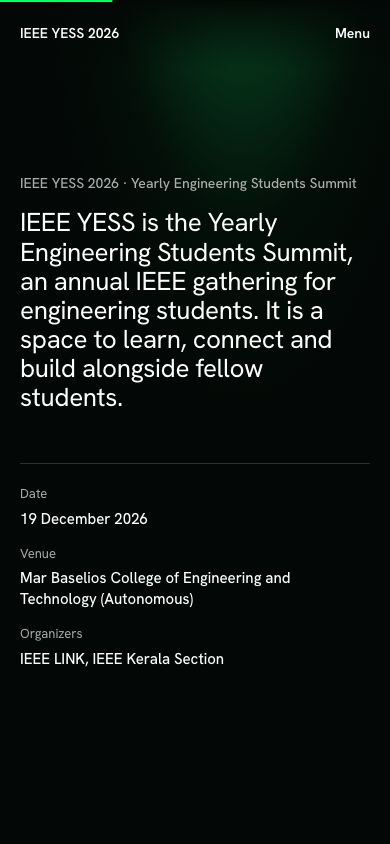 IEEE YESS 2026
Menu
IEEE YESS 2026 · Yearly Engineering Students Summit
IEEE YESS is the Yearly
Engineering Students Summit,
an annual IEEE gathering for
engineering students. It is a
space to learn, connect and
build alongside fellow
students.
Date
19 December 2026
Venue
Mar Baselios College of Engineering and
Technology (Autonomous)
Organizers
IEEE LINK, IEEE Kerala Section